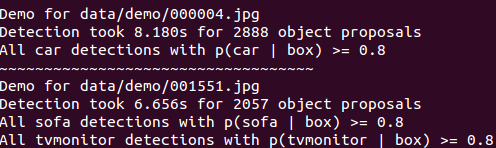 Demo for data/demo/000004.jpg
Detection took 8.180s for 2888 object proposals
All car detections with p(car | box) >= 0.8
~~~~~~~~~~~~~~~~~~~~~~~~~~~~~~~~~~~
Demo for data/demo/001551.jpg
Detection took 6.656s for 2057 object proposals
All sofa detections with p(sofa | box) >= 0.8
All tvmonitor detections with p(tvmonitor | box) >= 0.8